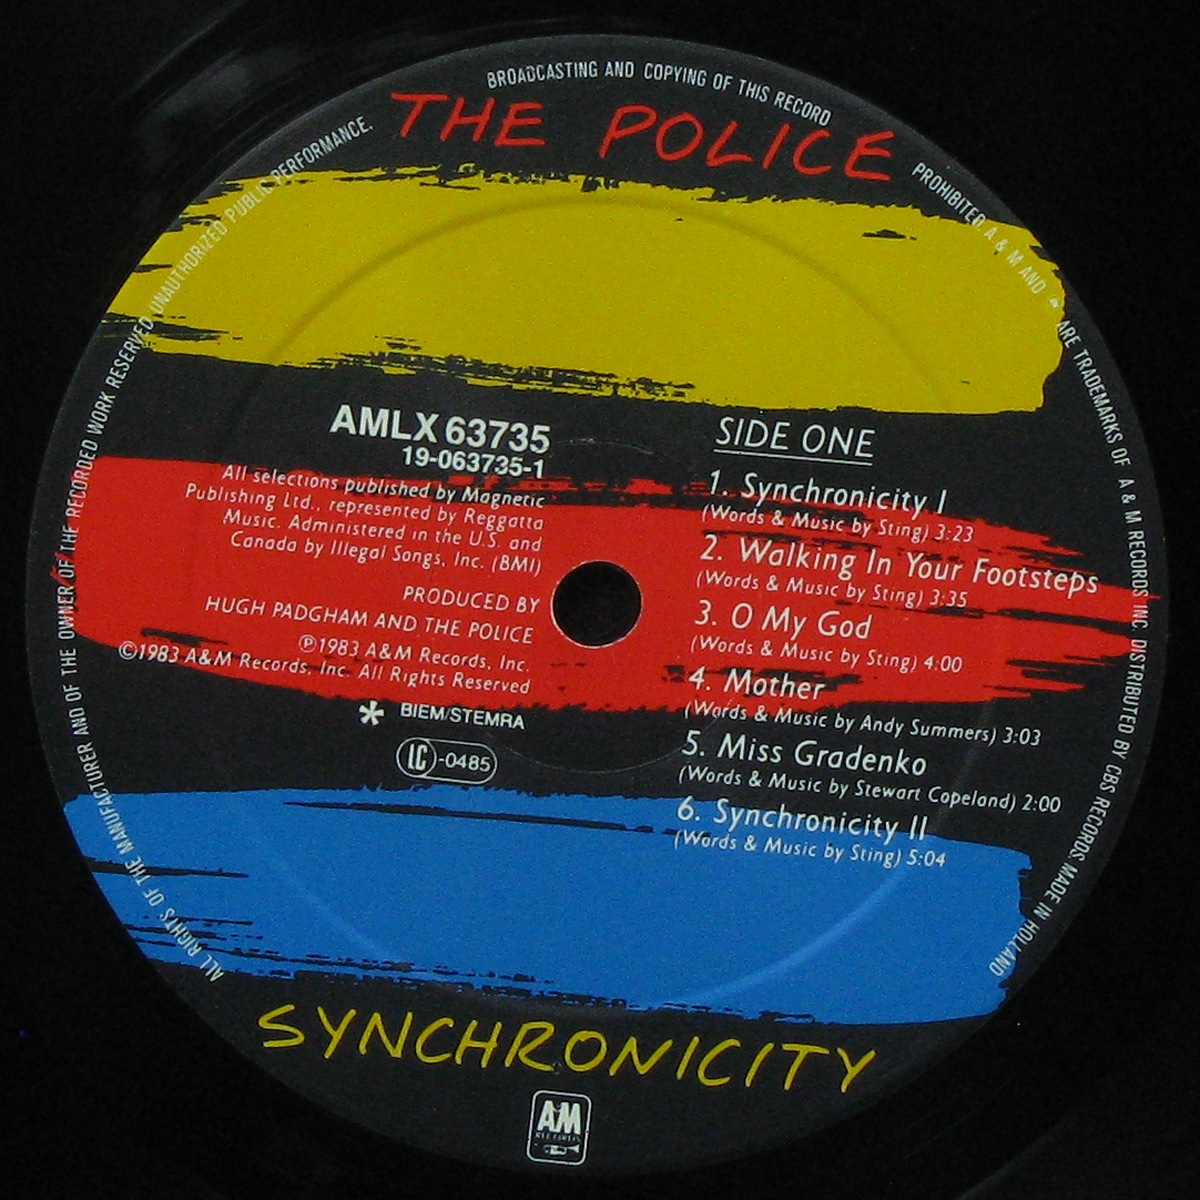 BROADCASTING AND COPYING OF THIS RECORD
PROHIBITED A & M AND " ARE TRADEMARKS OF A & M RECORDS INC DISTRIBUTED BY CBS RECORDS. MADE IN HOLLAND
ALL RIGHTS OF THE MANUFACTURER AND OF THE OWNER OF THE RECORDED WORK RESERVED UNAUTHORIZED PUBLIC PERFORMANCE.
THE POLICE
AMLX 63735
19-063735-1
All selections published by Magnetic
Publishing Ltd., represented by Reggatta
Music. Administered in the U.S. and
Canada by Illegal Songs, Inc. (BMI)
PRODUCED BY
HUGH PADGHAM AND THE POLICE
℗1983 A&M Records, Inc.
©1983 A&M Records, Inc. All Rights Reserved
* BIEM/STEMRA
LC -0485
SIDE ONE
1. Synchronicity I
(Words & Music by Sting) 3:23
2. Walking In Your Footsteps
(Words & Music by Sting) 3:35
3. O My God
(Words & Music by Sting) 4:00
4. Mother
(Words & Music by Andy Summers) 3:03
5. Miss Gradenko
(Words & Music by Stewart Copeland) 2:00
6. Synchronicity II
(Words & Music by Sting) 5:04
SYNCHRONICITY
A&M
RECORDS